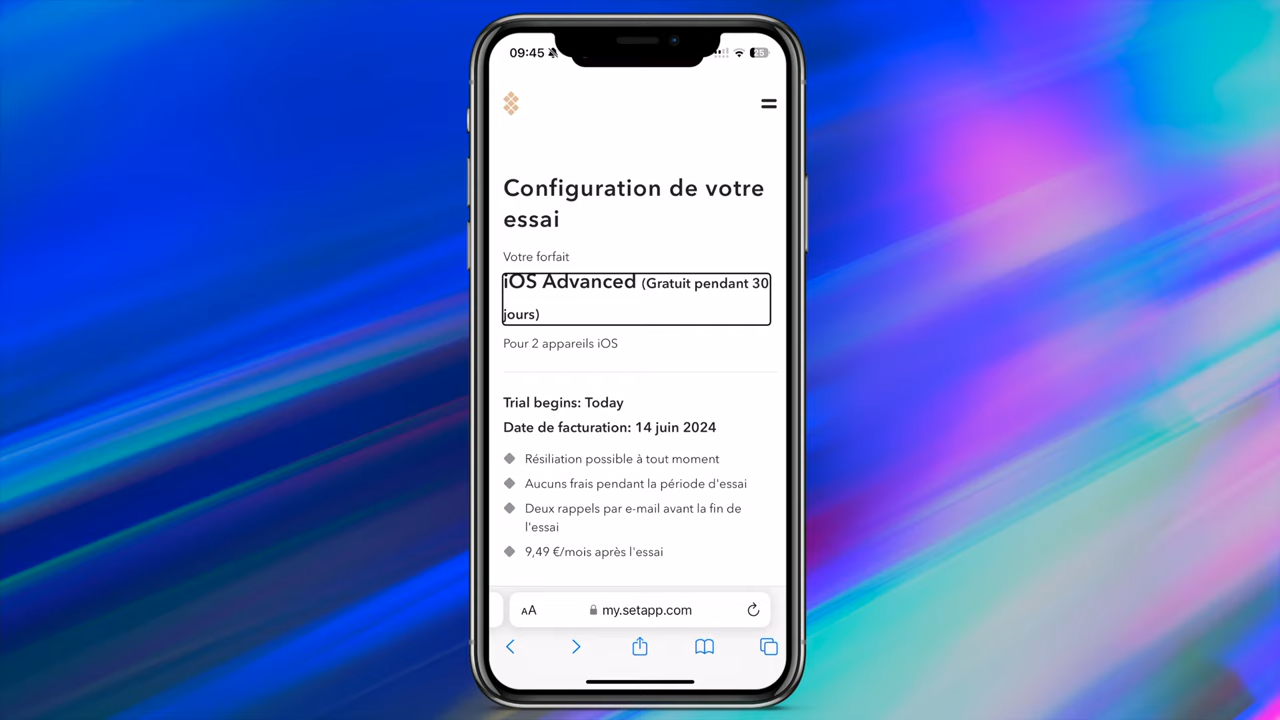 09:45
25
Configuration de votre
essai
Votre forfait
iOS Advanced (Gratuit pendant 30
jours)
Pour 2 appareils iOS
Trial begins: Today
Date de facturation: 14 juin 2024
Résiliation possible à tout moment
Aucuns frais pendant la période d'essai
Deux rappels par e-mail avant la fin de
l'essai
9,49 €/mois après l'essai
AA
my.setapp.com